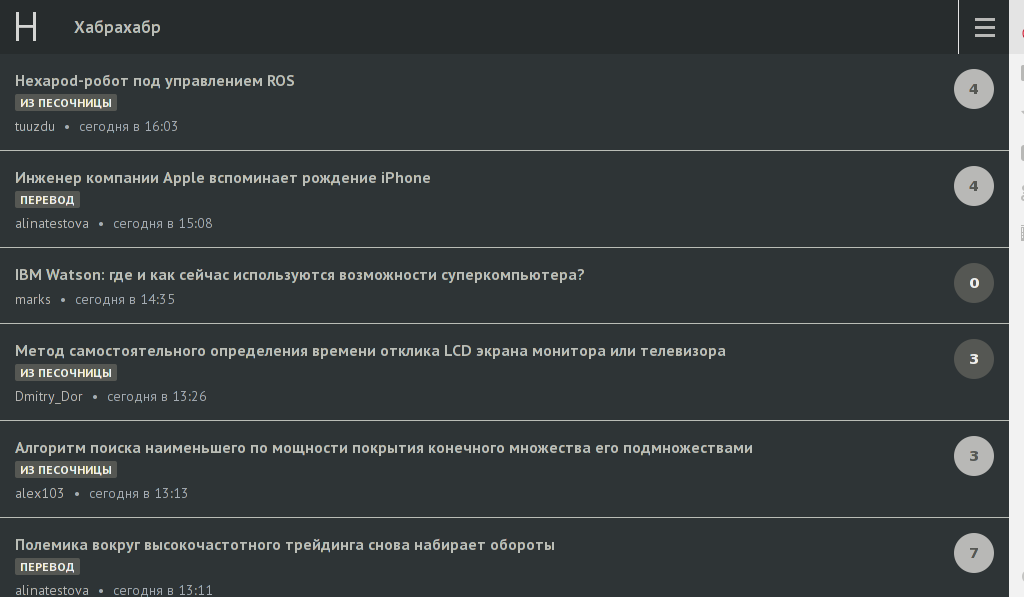 H Хабрахабр
Hexapod-робот под управлением ROS
4
ИЗ ПЕСОЧНИЦЫ
tuuzdu • сегодня в 16:03
Инженер компании Apple вспоминает рождение iPhone
4
ПЕРЕВОД
alinatestova • сегодня в 15:08
IBM Watson: где и как сейчас используются возможности суперкомпьютера?
0
marks • сегодня в 14:35
Метод самостоятельного определения времени отклика LCD экрана монитора или телевизора
3
ИЗ ПЕСОЧНИЦЫ
Dmitry_Dor • сегодня в 13:26
Алгоритм поиска наименьшего по мощности покрытия конечного множества его подмножествами
3
ИЗ ПЕСОЧНИЦЫ
alex103 • сегодня в 13:13
Полемика вокруг высокочастотного трейдинга снова набирает обороты
7
ПЕРЕВОД
alinatestova • сегодня в 13:11